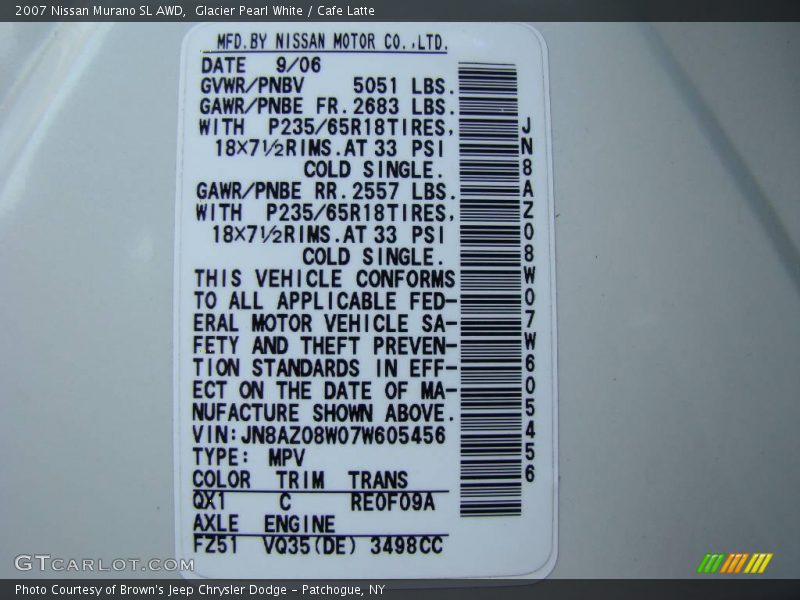 2007 Nissan Murano SL AWD,  Glacier Pearl White / Cafe Latte
MFD.BY NISSAN MOTOR CO.,LTD.
DATE 9/06
GVWR/PNBV 5051 LBS.
GAWR/PNBE FR.2683 LBS.
WITH P235/65R18TIRES,
18X7½RIMS.AT 33 PSI
COLD SINGLE.
GAWR/PNBE RR.2557 LBS.
WITH P235/65R18TIRES,
18X7½RIMS.AT 33 PSI
COLD SINGLE.
THIS VEHICLE CONFORMS
TO ALL APPLICABLE FED-
ERAL MOTOR VEHICLE SA-
FETY AND THEFT PREVEN-
TION STANDARDS IN EFF-
ECT ON THE DATE OF MA-
NUFACTURE SHOWN ABOVE.
VIN:JN8AZ08W07W605456
TYPE: MPV
COLOR TRIM TRANS
QX1 C RE0F09A
AXLE ENGINE
FZ51 VQ35(DE) 3498CC
JN8AZ08W07W605456
GTCarLot.com
Photo Courtesy of Brown's Jeep Chrysler Dodge - Patchogue, NY